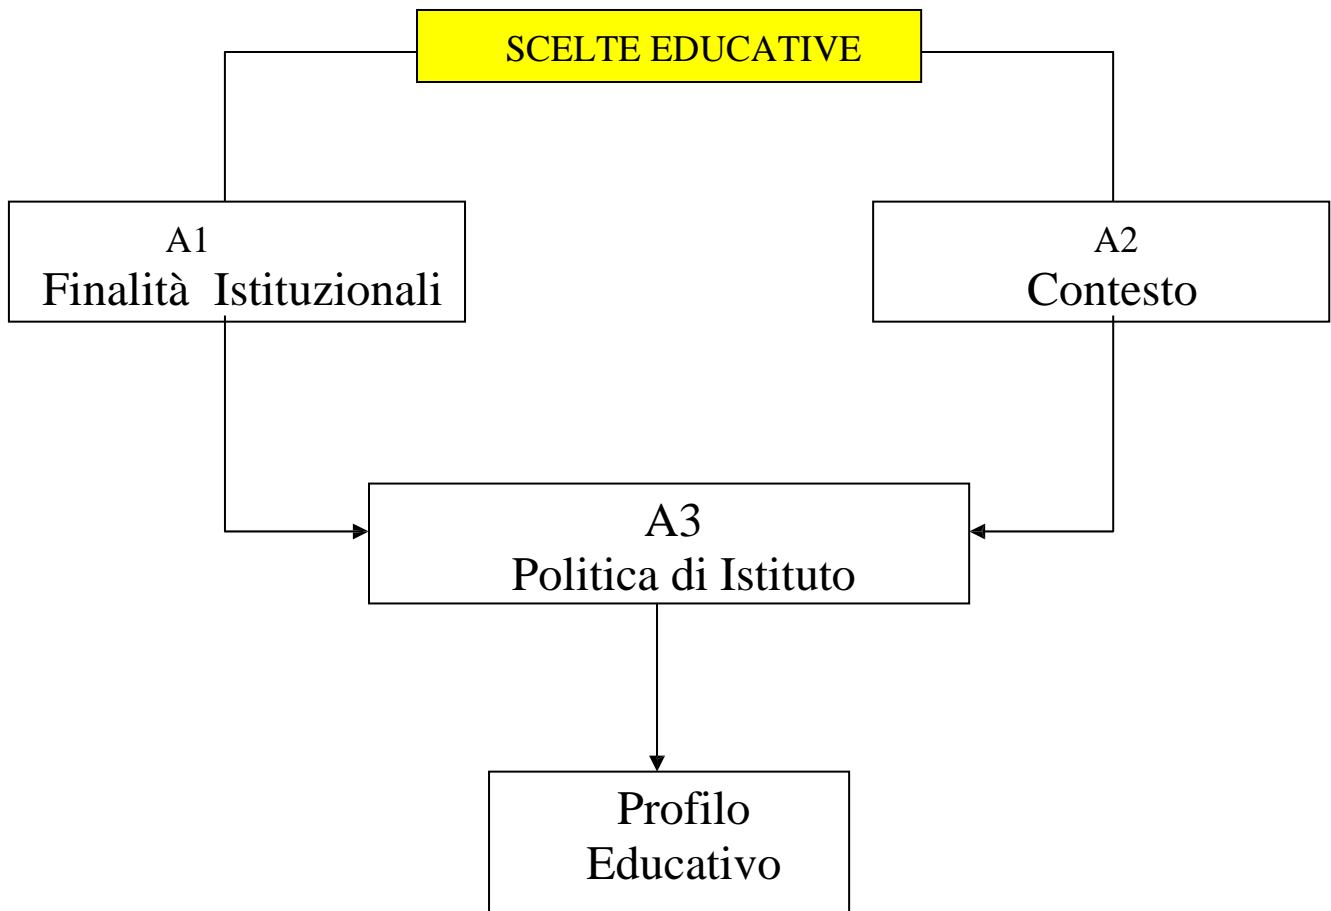 SCELTE EDUCATIVE
A1
Finalità Istituzionali
A2
Contesto
A3
Politica di Istituto
Profilo
Educativo